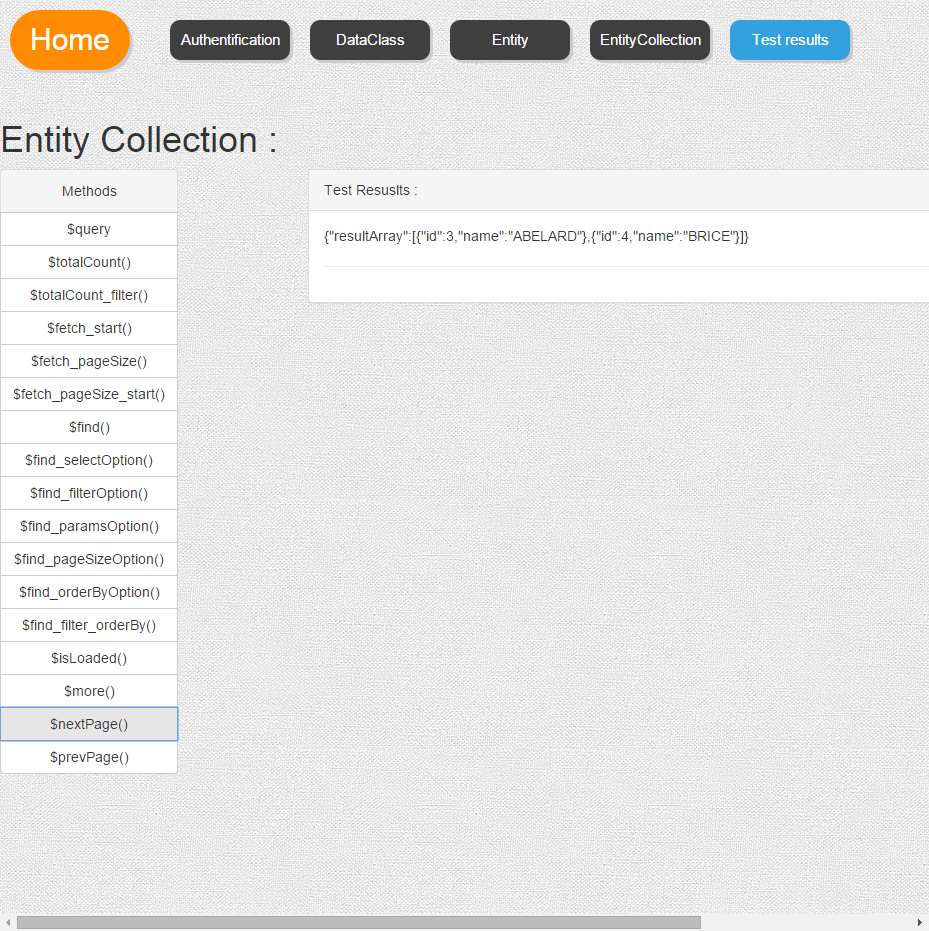 Home
Authentification
DataClass
Entity
EntityCollection
Test results
Entity Collection :
Methods
$query
$totalCount()
$totalCount_filter()
$fetch_start()
$fetch_pageSize()
$fetch_pageSize_start()
$find()
$find_selectOption()
$find_filterOption()
$find_paramsOption()
$find_pageSizeOption()
$find_orderByOption()
$find_filter_orderBy()
$isLoaded()
$more()
$nextPage()
$prevPage()
Test Resuslts :
{"resultArray":[{"id":3,"name":"ABELARD"},{"id":4,"name":"BRICE"}]}